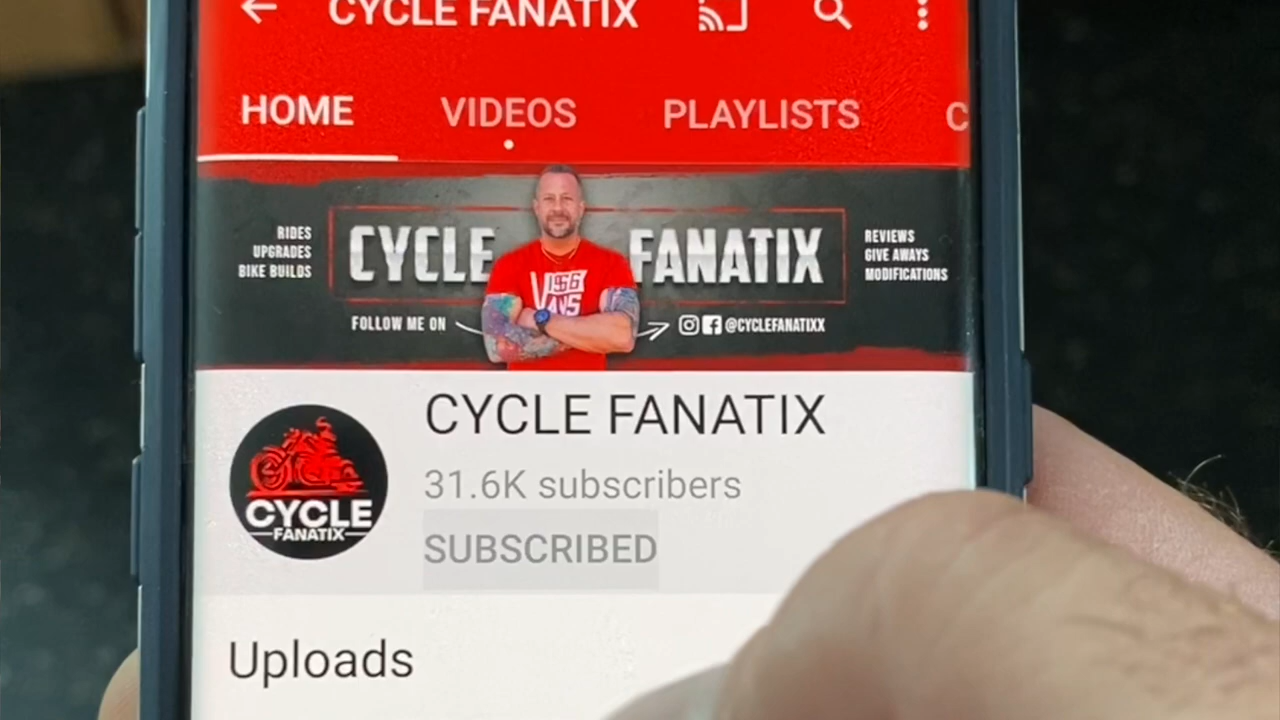 CYCLE FANATIX
HOME VIDEOS PLAYLISTS C
RIDES
UPGRADES
BIKE BUILDS
CYCLE FANATIX
REVIEWS
GIVE AWAYS
MODIFICATIONS
FOLLOW ME ON
@CYCLEFANATIXX
VANS
CYCLE FANATIX
31.6K subscribers
SUBSCRIBED
CYCLE
FANATIX
Uploads